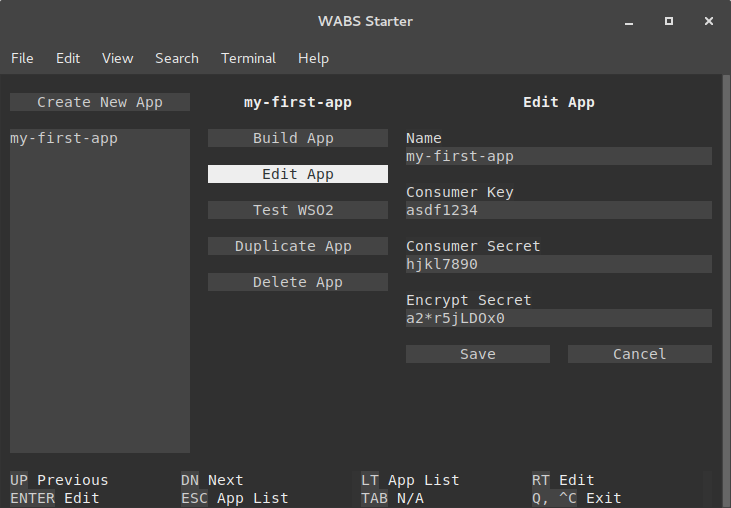 WABS Starter
File Edit View Search Terminal Help
Create New App
my-first-app
my-first-app
Build App
Edit App
Test WSO2
Duplicate App
Delete App
Edit App
Name
my-first-app
Consumer Key
asdf1234
Consumer Secret
hjkl7890
Encrypt Secret
a2*r5jLDOx0
Save Cancel
UP Previous DN Next LT App List RT Edit
ENTER Edit ESC App List TAB N/A Q, ^C Exit